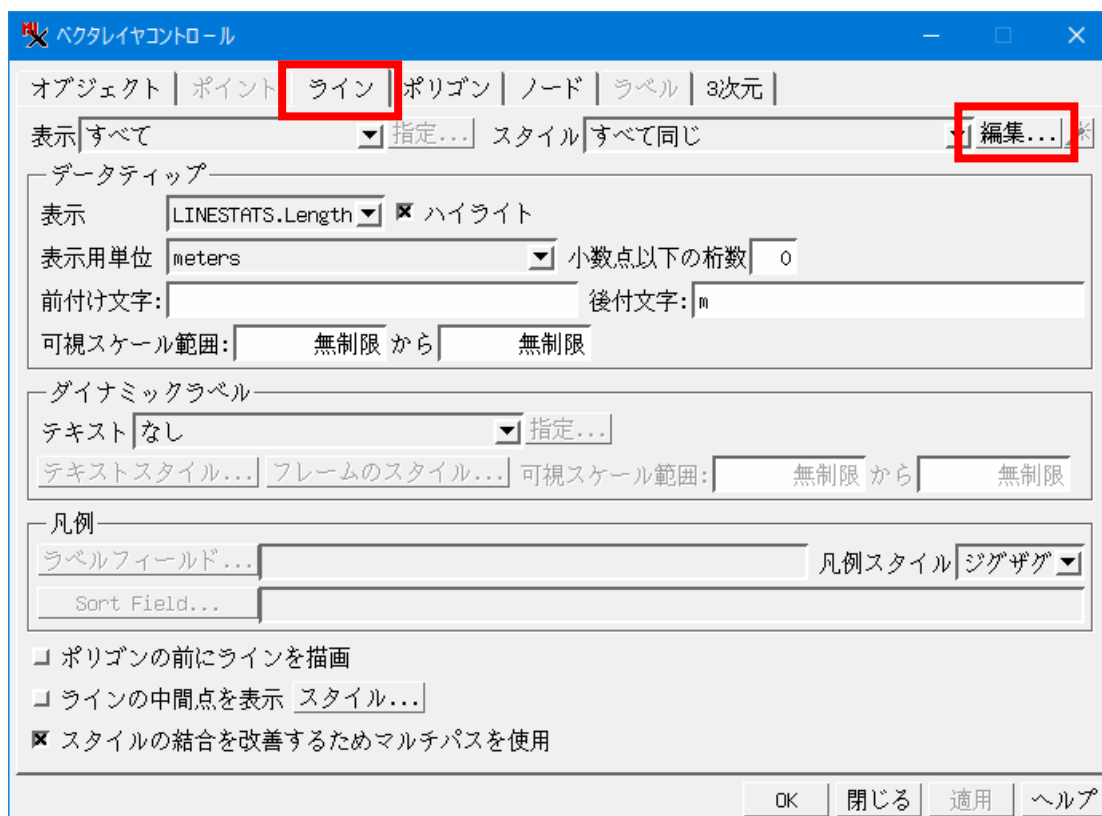 ベクタレイヤコントロール
オブジェクト ポイント ライン ポリゴン ノード ラベル 3次元
表示 すべて 指定... スタイル すべて同じ 編集...
データティップ
表示 LINESTATS.Length ハイライト
表示用単位 meters 小数点以下の桁数 0
前付け文字: 後付文字: m
可視スケール範囲: 無制限 から 無制限
ダイナミックラベル
テキスト なし 指定...
テキストスタイル... フレームのスタイル... 可視スケール範囲: 無制限 から 無制限
凡例
ラベルフィールド... 凡例スタイル ジグザグ
Sort Field...
ポリゴンの前にラインを描画
ラインの中間点を表示 スタイル...
スタイルの結合を改善するためマルチパスを使用
OK 閉じる 適用 ヘルプ